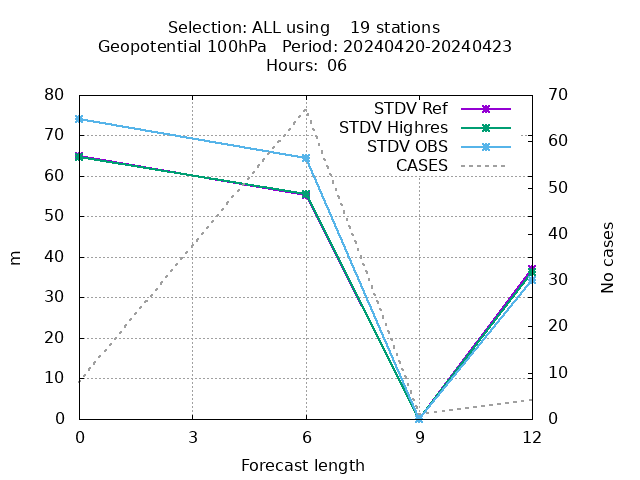 Selection: ALL using    19 stations
Geopotential 100hPa   Period: 20240420-20240423
Hours: 06
STDV Ref
STDV Highres
STDV OBS
CASES
80
70
60
50
40
30
20
10
0
m
70
60
50
40
30
20
10
0
No cases
0 3 6 9 12
Forecast length